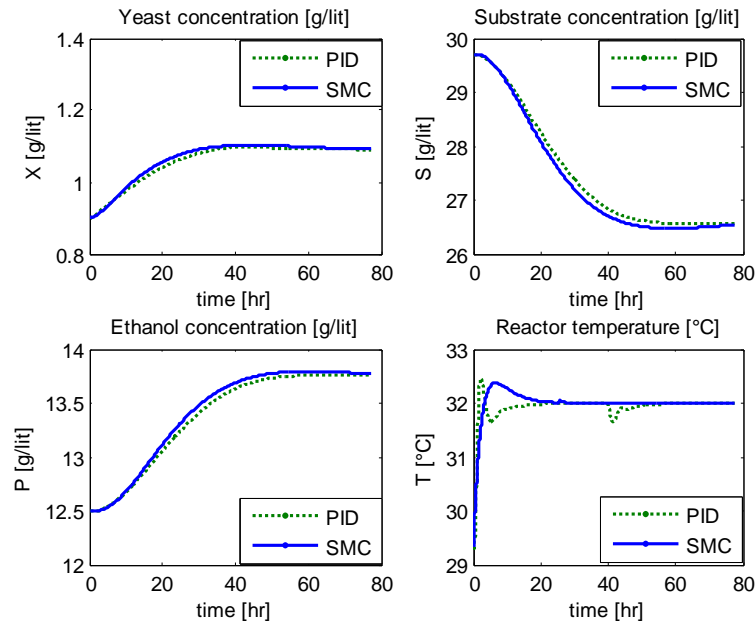 Yeast concentration [g/lit]
1.4
1.2
1
0.8
X [g/lit]
PID
SMC
0
20
40
60
80
time [hr]
Substrate concentration [g/lit]
30
29
28
27
26
S [g/lit]
PID
SMC
0
20
40
60
80
time [hr]
Ethanol concentration [g/lit]
14
13.5
13
12.5
12
P [g/lit]
PID
SMC
0
20
40
60
80
time [hr]
Reactor temperature [°C]
33
32
31
30
29
T [°C]
PID
SMC
0
20
40
60
80
time [hr]